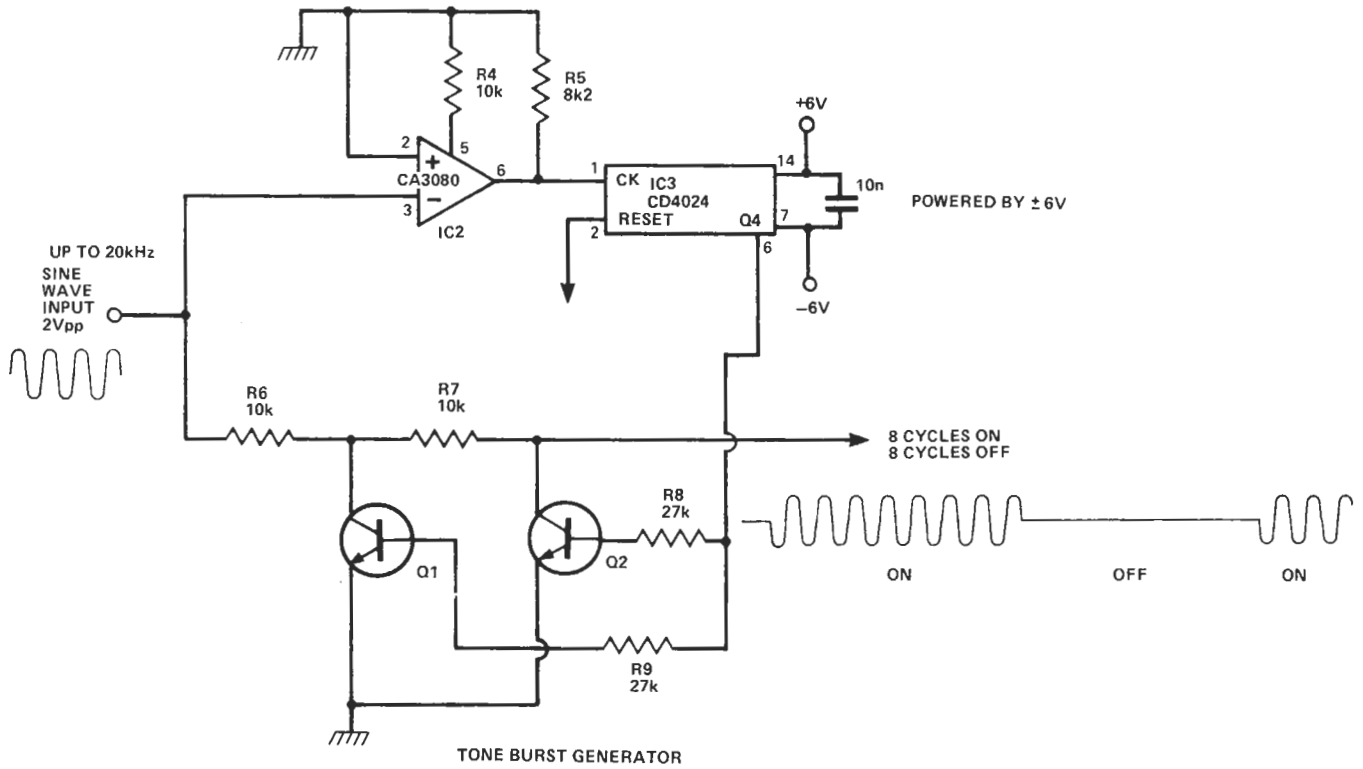 R4
10k
R5
8k2
+6V
2
+
5
CA3080
6
−
3
IC2
1
14
CK
IC3
CD4024
RESET
Q4
2
7
6
10n
POWERED BY ± 6V
−6V
UP TO 20kHz
SINE
WAVE
INPUT
2Vpp
R6
10k
R7
10k
8 CYCLES ON
8 CYCLES OFF
Q1
Q2
R8
27k
R9
27k
ON
OFF
ON
TONE BURST GENERATOR